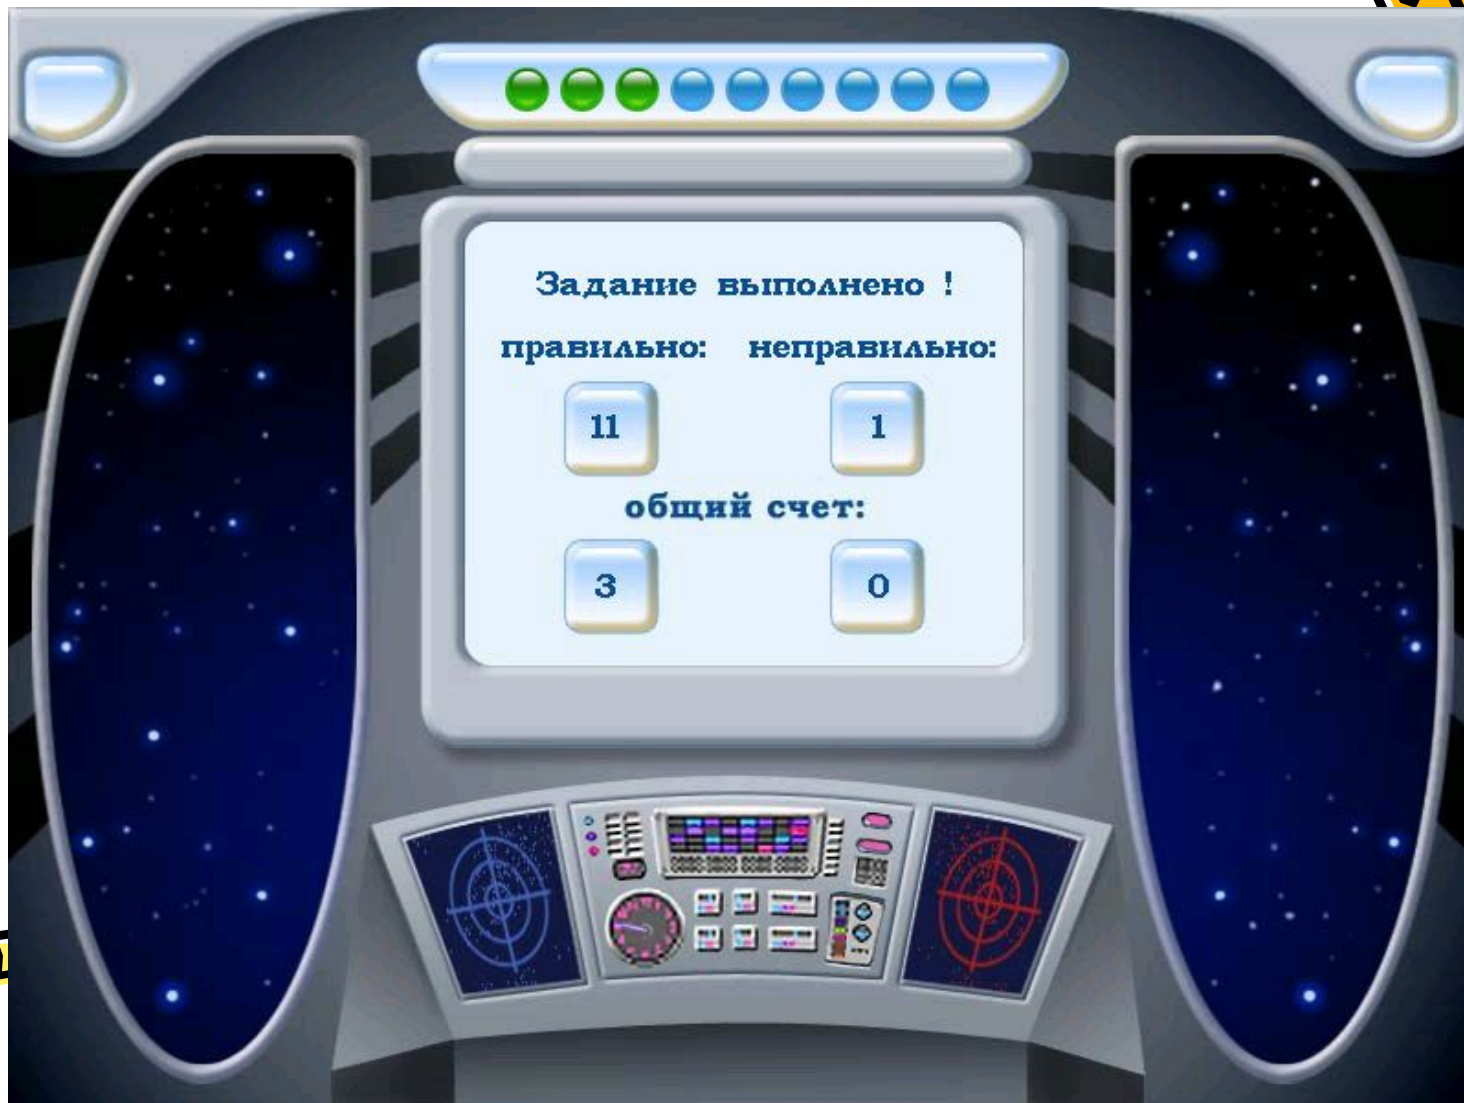 Задание выполнено !
правильно: неправильно:
11 1
общий счет:
3 0